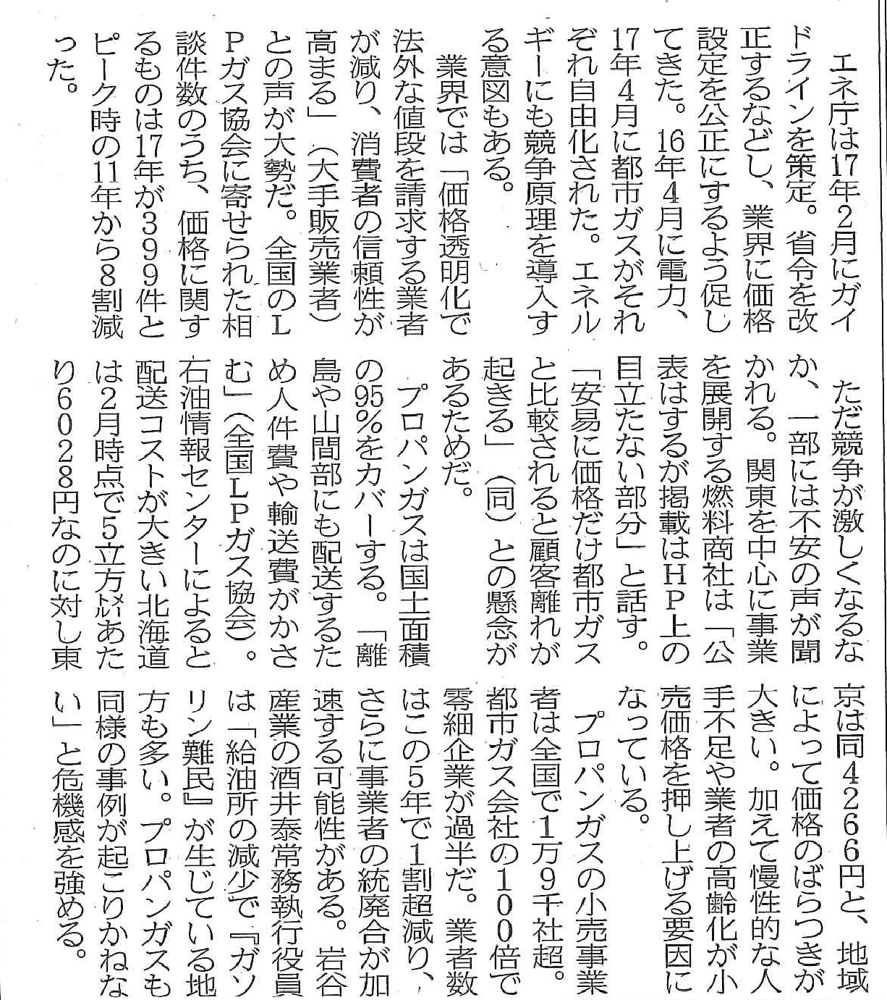 エネ庁は17年2月にガイ
ドラインを策定。省令を改
正するなどし、業界に価格
設定を公正にするよう促し
てきた。16年4月に電力、
17年4月に都市ガスがそれ
ぞれ自由化された。エネル
ギーにも競争原理を導入す
る意図もある。
業界では「価格透明化で
法外な値段を請求する業者
が減り、消費者の信頼性が
高まる」（大手販売業者）
との声が大勢だ。全国のL
Pガス協会に寄せられた相
談件数のうち、価格に関す
るものは17年が399件と
ピーク時の11年から8割減
った。
ただ競争が激しくなるな
か、一部には不安の声が聞
かれる。関東を中心に事業
を展開する燃料商社は「公
表はするが掲載はHP上の
目立たない部分」と話す。
「安易に価格だけ都市ガス
と比較されると顧客離れが
起きる」（同）との懸念が
あるためだ。
プロパンガスは国土面積
の95%をカバーする。「離
島や山間部にも配送するた
め人件費や輸送費がかさ
む」（全国LPガス協会）。
石油情報センターによると
配送コストが大きい北海道
は2月時点で5立方㍍あた
り6028円なのに対し東
京は同4266円と、地域
によって価格のばらつきが
大きい。加えて慢性的な人
手不足や業者の高齢化が小
売価格を押し上げる要因に
なっている。
プロパンガスの小売事業
者は全国で1万9千社超。
都市ガス会社の100倍で
零細企業が過半だ。業者数
はこの5年で1割超減り、
さらに事業者の統廃合が加
速する可能性がある。岩谷
産業の酒井泰常務執行役員
は「給油所の減少で『ガソ
リン難民』が生じている地
方も多い。プロパンガスも
同様の事例が起こりかねな
い」と危機感を強める。